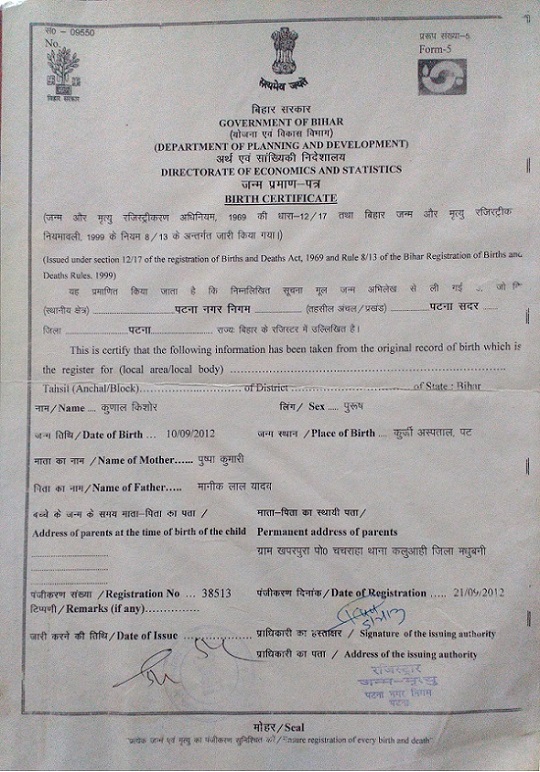 सं० - 09550
No.
बिहार सरकार
सत्यमेव जयते
प्ररूप संख्या-5
Form-5
बिहार सरकार
GOVERNMENT OF BIHAR
(योजना एवं विकास विभाग)
(DEPARTMENT OF PLANNING AND DEVELOPMENT)
अर्थ एवं सांख्यिकी निदेशालय
DIRECTORATE OF ECONOMICS AND STATISTICS
जन्म प्रमाण-पत्र
BIRTH CERTIFICATE
(जन्म और मृत्यु रजिस्ट्रीकरण अधिनियम, 1969 की धारा-12/17 तथा बिहार जन्म और मृत्यु रजिस्ट्रीक
नियमावली, 1999 के नियम 8/13 के अन्तर्गत जारी किया गया।)
(Issued under section 12/17 of the registration of Births and Deaths Act, 1969 and Rule 8/13 of the Bihar Registration of Births and
Deaths Rules, 1999)
यह प्रमाणित किया जाता है कि निम्नलिखित सूचना मूल जन्म अभिलेख से ली गई जो कि
(स्थानीय क्षेत्र) पटना नगर निगम (तहसील अंचल/प्रखंड) पटना सदर
जिला पटना राज्य बिहार के रजिस्टर में उल्लिखित है।
This is certify that the following information has been taken from the original record of birth which is
the register for (local area/local body)
Tahsil (Anchal/Block) of District of State : Bihar
नाम/Name .... कुणाल किशोर लिंग/ Sex ..... पुरूष
जन्म तिथि/Date of Birth ... 10/09/2012 जन्म स्थान /Place of Birth .... कुर्जी अस्पताल, पट
माता का नाम /Name of Mother...... पुष्पा कुमारी
पिता का नाम/Name of Father..... मानीक लाल यादव
बच्चे के जन्म के समय माता-पिता का पता / माता-पिता का स्थायी पता/
Address of parents at the time of birth of the child Permanent address of parents
ग्राम खपरपुरा पो० चचराहा थाना कलुआही जिला मधुबनी
पंजीकरण संख्या /Registration No ... 38513 पंजीकरण दिनांक/Date of Registration ..... 21/09/2012
टिप्पणी/Remarks (if any)
जारी करने की तिथि/Date of Issue प्राधिकारी का हस्ताक्षर / Signature of the issuing authority
प्राधिकारी का पता / Address of the issuing authority
रजिस्ट्रार
जन्म-मृत्यु
पटना नगर निगम
पटना
मोहर/Seal
"प्रत्येक जन्म एवं मृत्यु का पंजीकरण सुनिश्चित करें /Ensure registration of every birth and death"